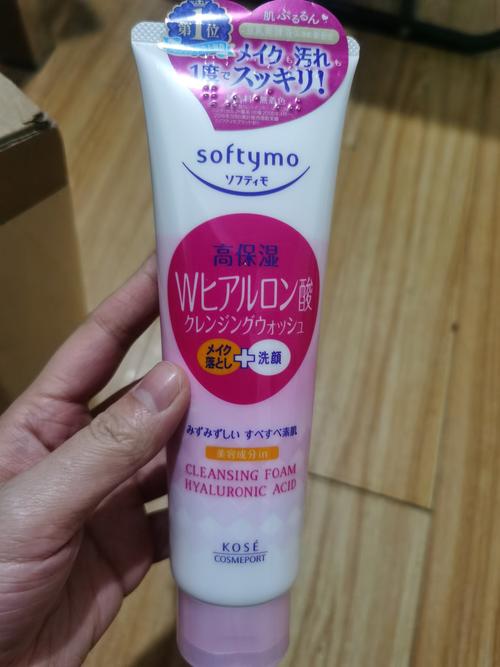 第1位
肌ぷるるん
メイクも汚れも
1度でスッキリ!
無着色
softymo
ソフティモ
高保湿
Wヒアルロン酸
クレンジングウォッシュ
メイク
落とし
+
洗顔
みずみずしい すべすべ素肌
美容成分in
CLEANSING FOAM
HYALURONIC ACID
KOSÉ
COSMEPORT